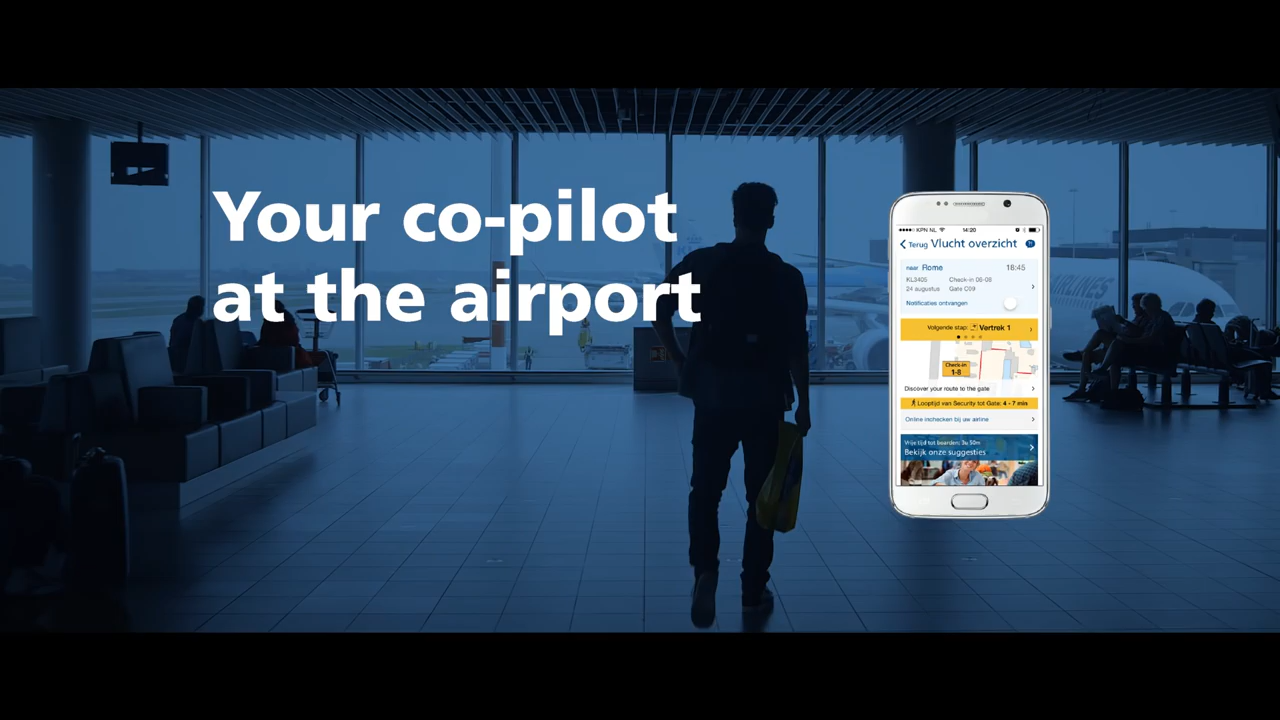 Your co-pilot
at the airport
KPN NL 14:20
Terug Vlucht overzicht
naar Rome 18:45
KL3405 Check-in 06-08
24 augustus Gate C09
Notificaties ontvangen
Volgende stap: Vertrek 1
Check-in
1-8
Discover your route to the gate
Looptijd van Security tot Gate: 4 - 7 min
Online inchecken bij uw airline
Vrije tijd tot boarden: 3u 50m
Bekijk onze suggesties